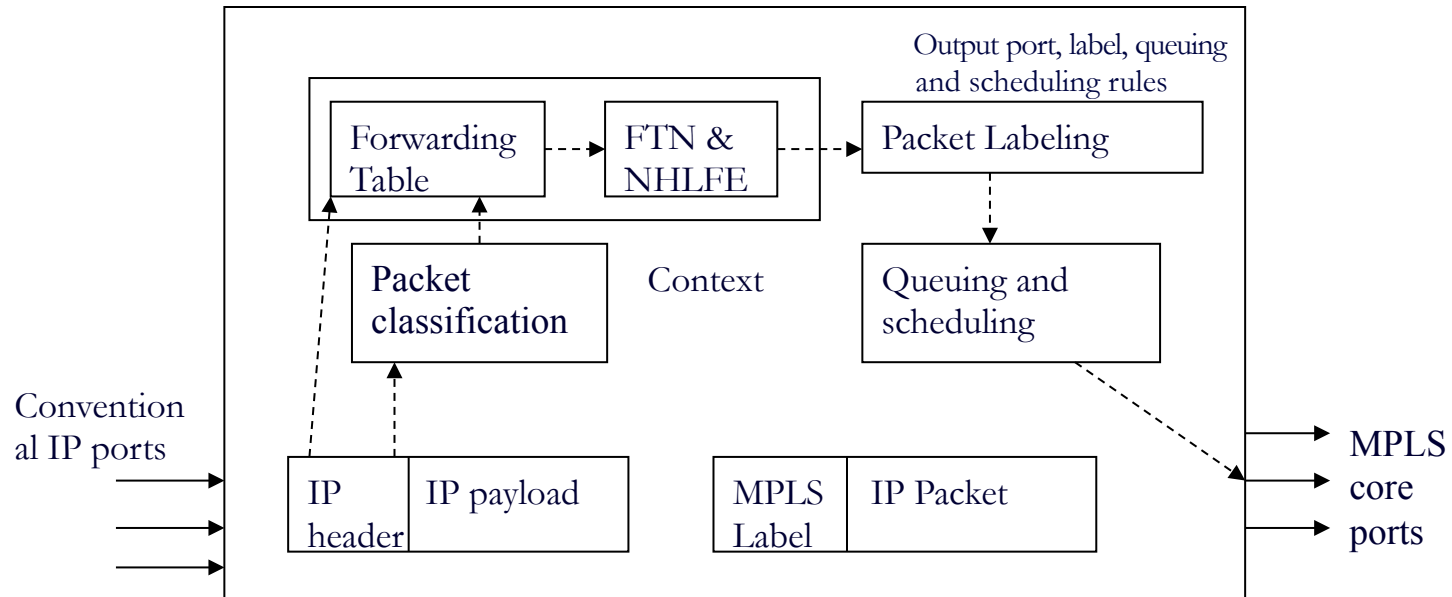 Output port, label, queuing
and scheduling rules
Forwarding
Table
FTN &
NHLFE
Packet Labeling
Packet
classification
Context
Queuing and
scheduling
Convention
al IP ports
IP
header
IP payload
MPLS
Label
IP Packet
MPLS
core
ports